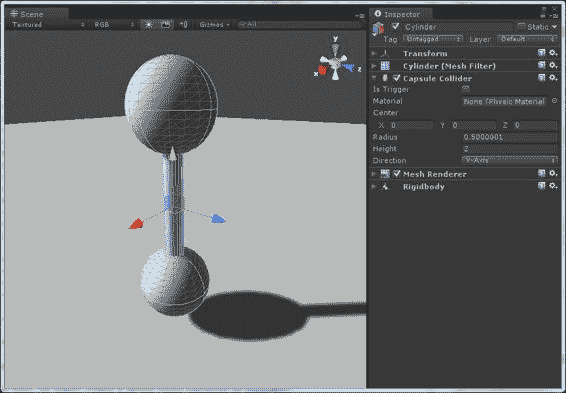 Scene
Textured
RGB
Gizmos
All
y
x
z
Inspector
Cylinder
Static
Tag Untagged Layer Default
Transform
Cylinder (Mesh Filter)
Capsule Collider
Is Trigger
Material None (Physic Material
Center
X 0 Y 0 Z 0
Radius 0.5000001
Height 2
Direction Y-Axis
Mesh Renderer
Rigidbody